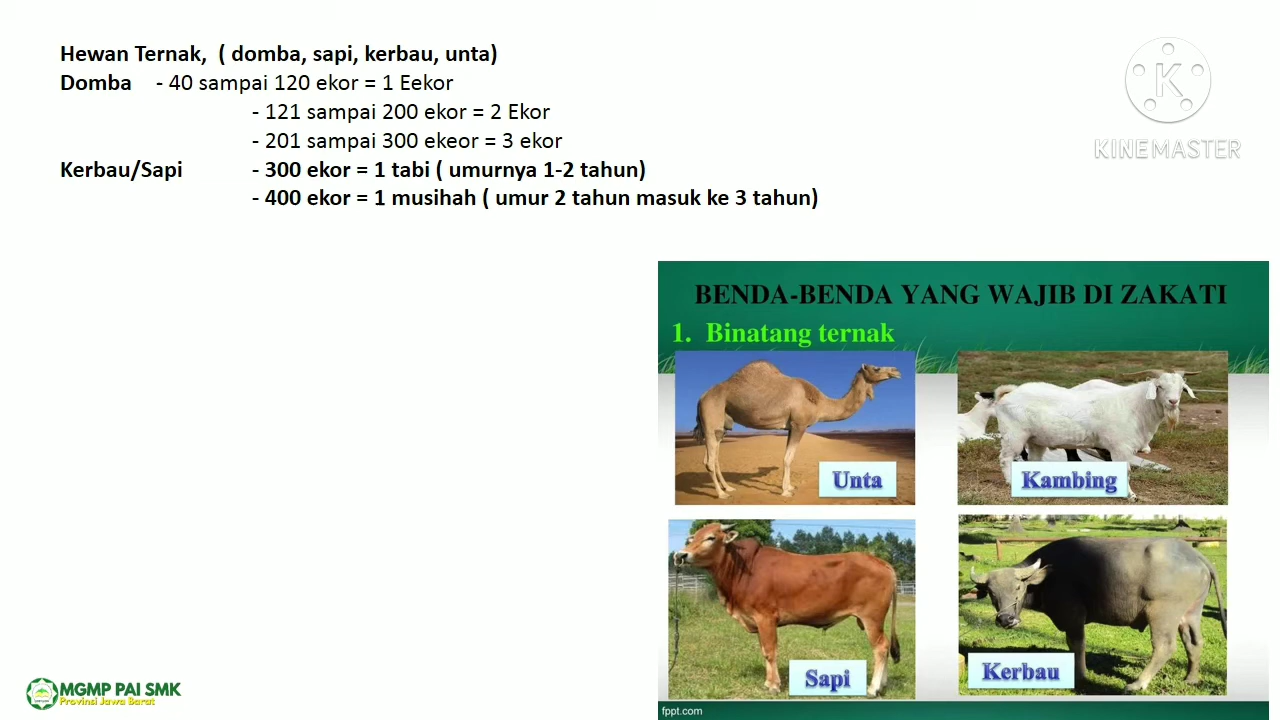 Hewan Ternak, ( domba, sapi, kerbau, unta)
Domba - 40 sampai 120 ekor = 1 Eekor
- 121 sampai 200 ekor = 2 Ekor
- 201 sampai 300 ekeor = 3 ekor
Kerbau/Sapi - 300 ekor = 1 tabi ( umurnya 1-2 tahun)
- 400 ekor = 1 musihah ( umur 2 tahun masuk ke 3 tahun)
K
KINEMASTER
BENDA-BENDA YANG WAJIB DI ZAKATI
1. Binatang ternak
Unta
Kambing
Sapi
Kerbau
fppt.com
MGMP PAI SMK
Provinsi Jawa Barat